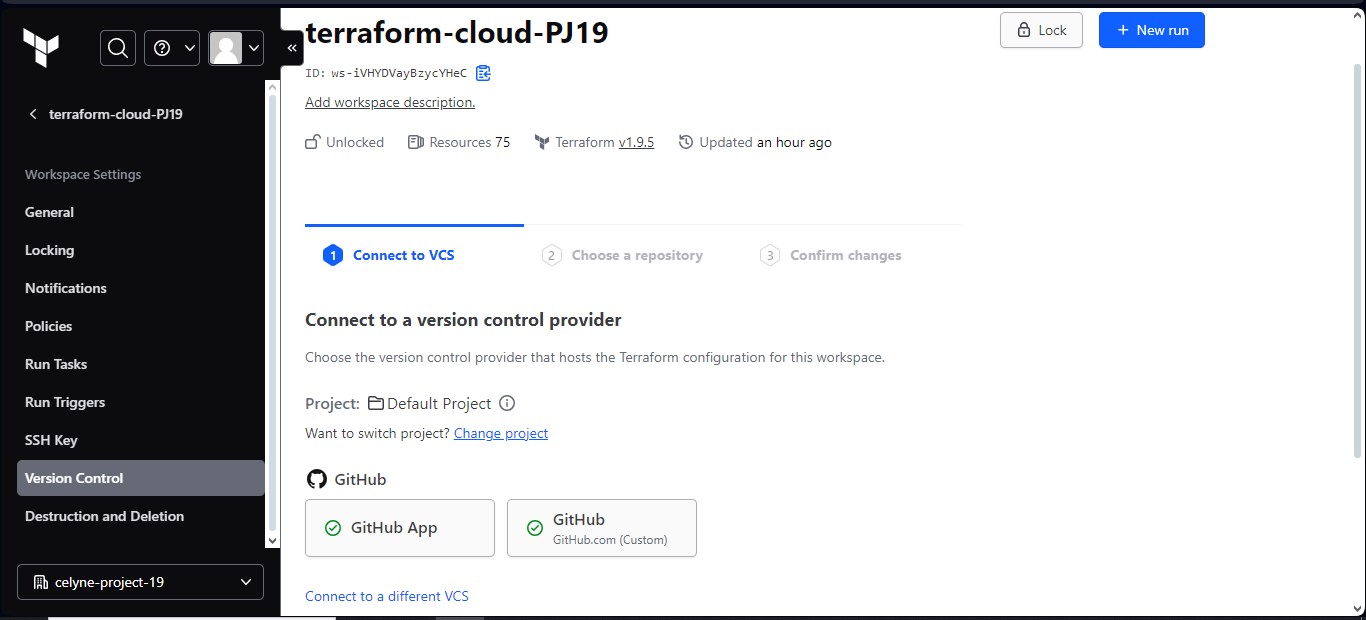 terraform-cloud-PJ19
Workspace Settings
General
Locking
Notifications
Policies
Run Tasks
Run Triggers
SSH Key
Version Control
Destruction and Deletion
celyne-project-19
terraform-cloud-PJ19
Lock
+ New run
ID: ws-iVHYDVayBzycYHeC
Add workspace description.
Unlocked Resources 75 Terraform v1.9.5 Updated an hour ago
1 Connect to VCS 2 Choose a repository 3 Confirm changes
Connect to a version control provider
Choose the version control provider that hosts the Terraform configuration for this workspace.
Project: Default Project
Want to switch project? Change project
GitHub
GitHub App
GitHub
GitHub.com (Custom)
Connect to a different VCS